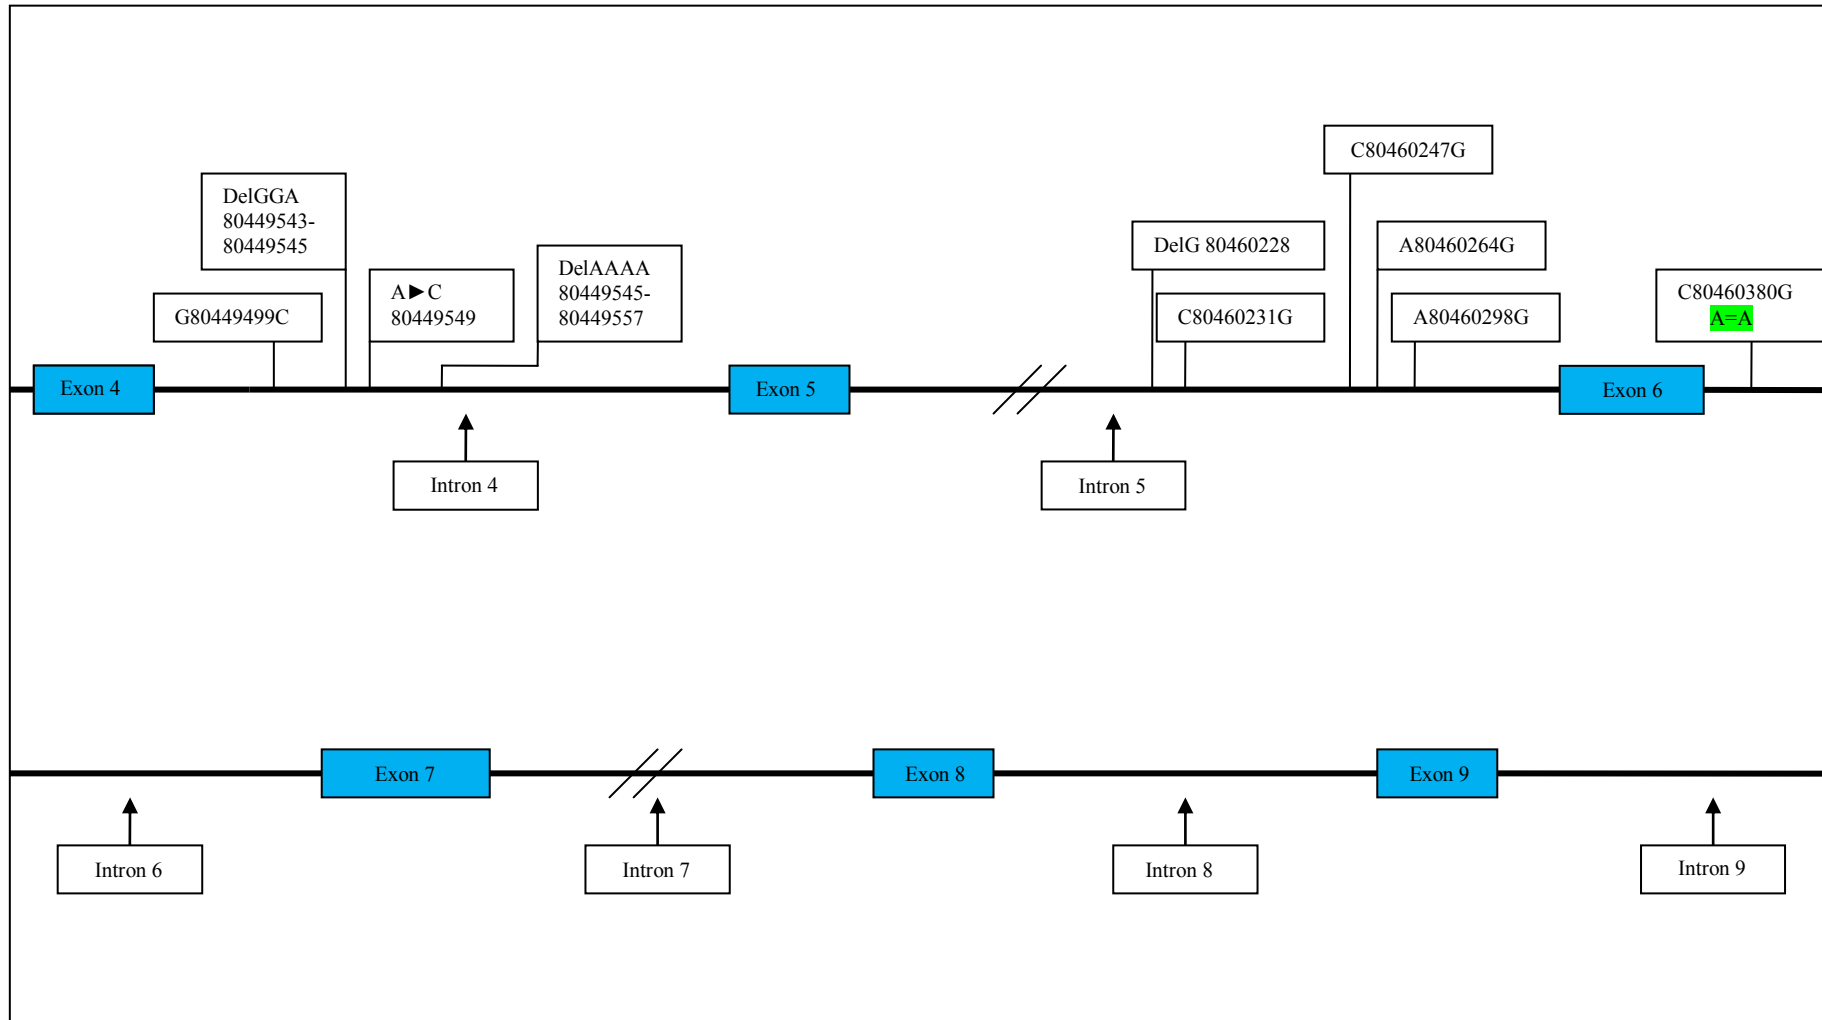 C80460247G
DelGGA
80449543-
80449545
DelG 80460228
A80460264G
DelAAAA
80449545-
80449557
A►C
80449549
C80460380G
A=A
G80449499C
C80460231G
A80460298G
Exon 4
Exon 5
Exon 6
Intron 4
Intron 5
Exon 7
Exon 8
Exon 9
Intron 6
Intron 7
Intron 8
Intron 9